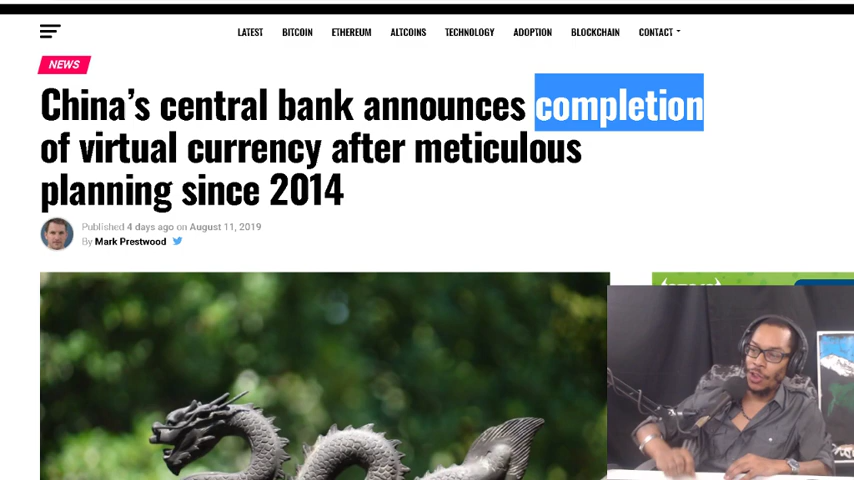 LATEST BITCOIN ETHEREUM ALTCOINS TECHNOLOGY ADOPTION BLOCKCHAIN CONTACT
NEWS
China’s central bank announces completion
of virtual currency after meticulous
planning since 2014
Published 4 days ago on August 11, 2019
By Mark Prestwood